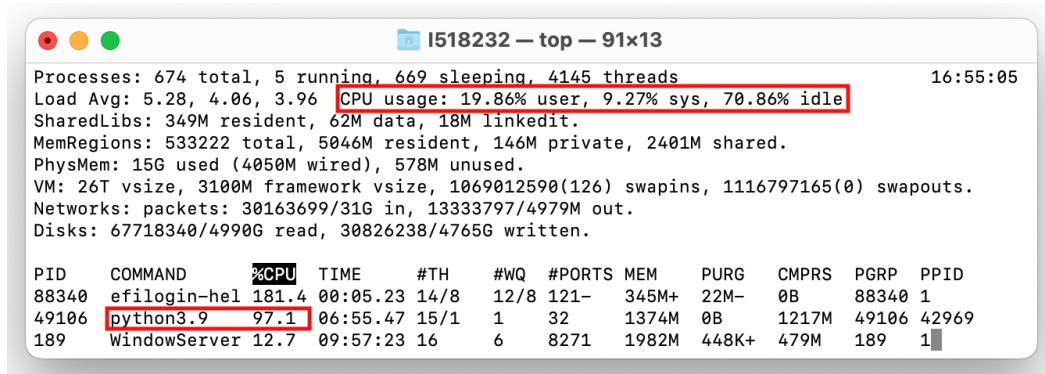 I518232 — top — 91×13
Processes: 674 total, 5 running, 669 sleeping, 4145 threads 16:55:05
Load Avg: 5.28, 4.06, 3.96 CPU usage: 19.86% user, 9.27% sys, 70.86% idle
SharedLibs: 349M resident, 62M data, 18M linkedit.
MemRegions: 533222 total, 5046M resident, 146M private, 2401M shared.
PhysMem: 15G used (4050M wired), 578M unused.
VM: 26T vsize, 3100M framework vsize, 1069012590(126) swapins, 1116797165(0) swapouts.
Networks: packets: 30163699/31G in, 13333797/4979M out.
Disks: 67718340/4990G read, 30826238/4765G written.
PID COMMAND %CPU TIME #TH #WQ #PORTS MEM PURG CMPRS PGRP PPID
88340 efilogin-hel 181.4 00:05.23 14/8 12/8 121- 345M+ 22M- 0B 88340 1
49106 python3.9 97.1 06:55.47 15/1 1 32 1374M 0B 1217M 49106 42969
189 WindowServer 12.7 09:57:23 16 6 8271 1982M 448K+ 479M 189 1